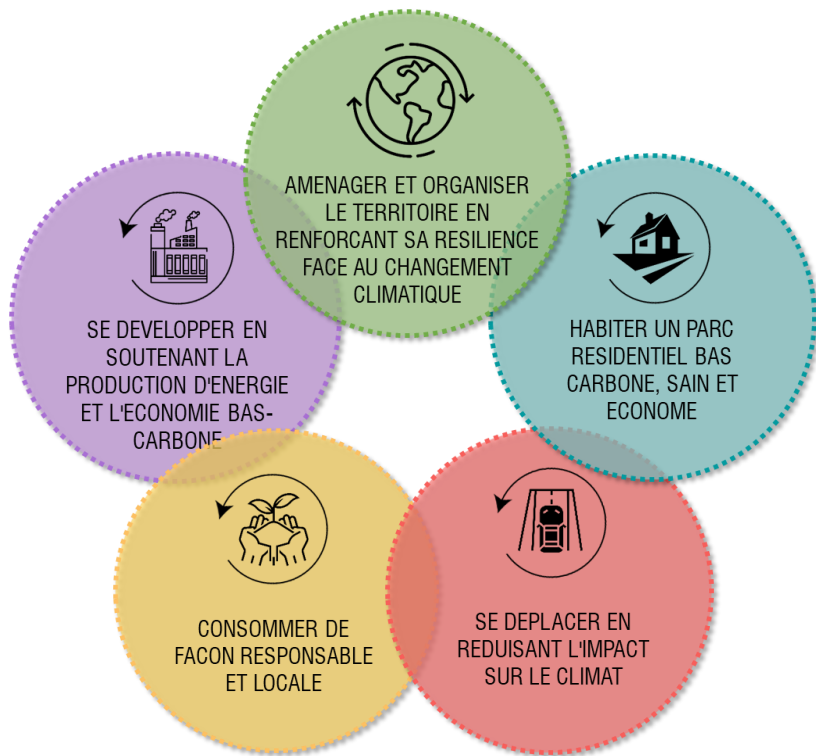 AMENAGER ET ORGANISER
LE TERRITOIRE EN
RENFORCANT SA RESILIENCE
FACE AU CHANGEMENT
CLIMATIQUE
SE DEVELOPPER EN
SOUTENANT LA
PRODUCTION D'ENERGIE
ET L'ECONOMIE BAS-
CARBONE
HABITER UN PARC
RESIDENTIEL BAS
CARBONE, SAIN ET
ECONOME
CONSOMMER DE
FACON RESPONSABLE
ET LOCALE
SE DEPLACER EN
REDUISANT L'IMPACT
SUR LE CLIMAT